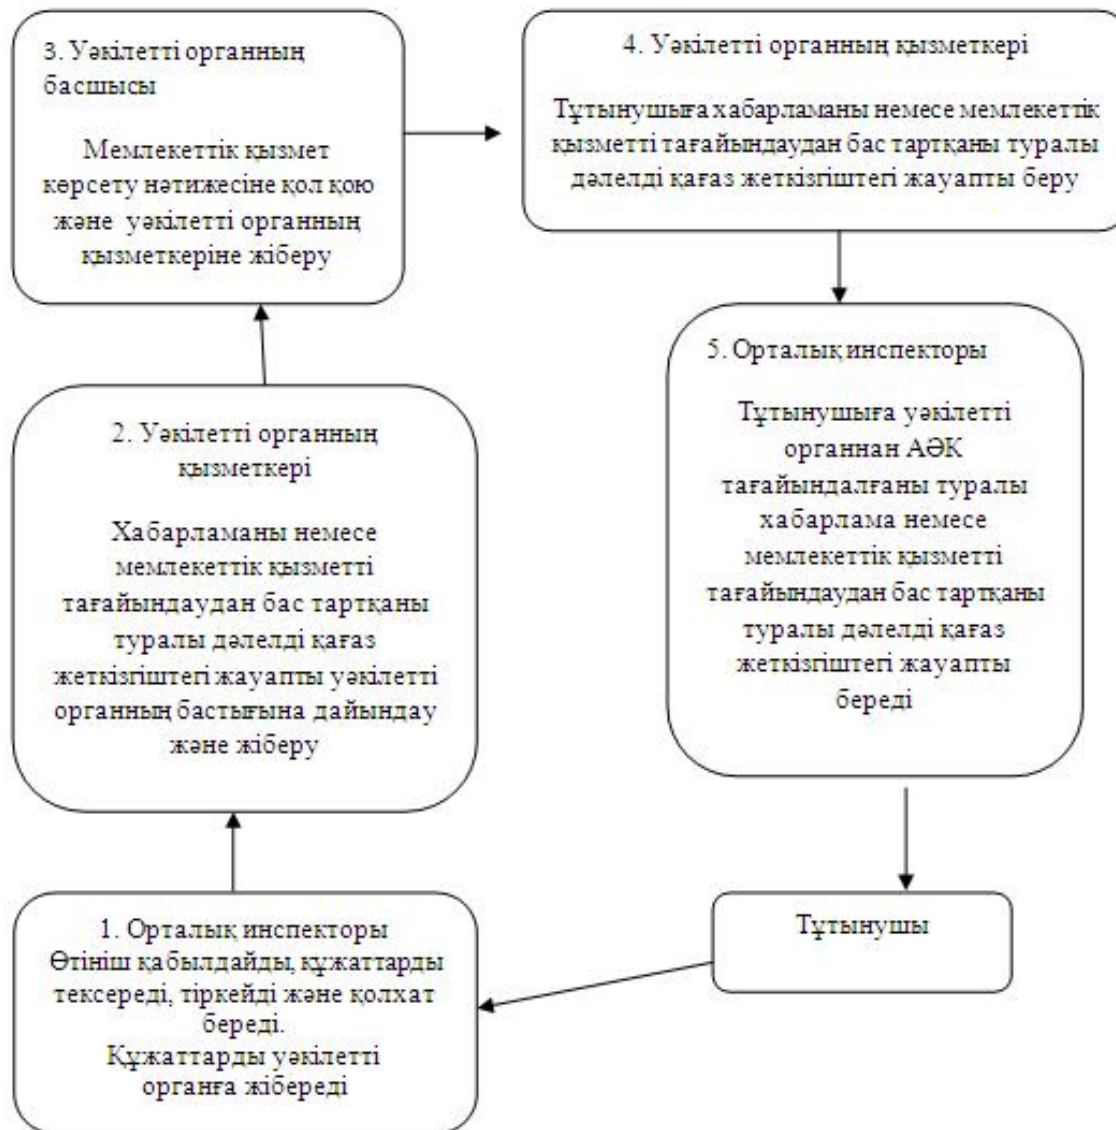 3. Уәкілетті органның
басшысы
Мемлекеттік қызмет
көрсету нәтижесіне қол қою
және уәкілетті органның
қызметкеріне жіберу
4. Уәкілетті органның қызметкері
Тұтынушыға хабарламаны немесе мемлекеттік
қызметті тағайындаудан бас тартқаны туралы
дәлелді қағаз жеткізгіштегі жауапты беру
5. Орталық инспекторы
Тұтынушыға уәкілетті
органнан АӘК
тағайындалғаны туралы
хабарлама немесе
мемлекеттік қызметті
тағайындаудан бас тартқаны
туралы дәлелді қағаз
жеткізгіштегі жауапты
береді
2. Уәкілетті органның
қызметкері
Хабарламаны немесе
мемлекеттік қызметті
тағайындаудан бас тартқаны
туралы дәлелді қағаз
жеткізгіштегі жауапты уәкілетті
органның бастығына дайындау
және жіберу
1. Орталық инспекторы
Өтініш қабылдайды, құжаттарды
тексереді, тіркейді және қолхат
береді.
Құжаттарды уәкілетті
органға жібереді
Тұтынушы